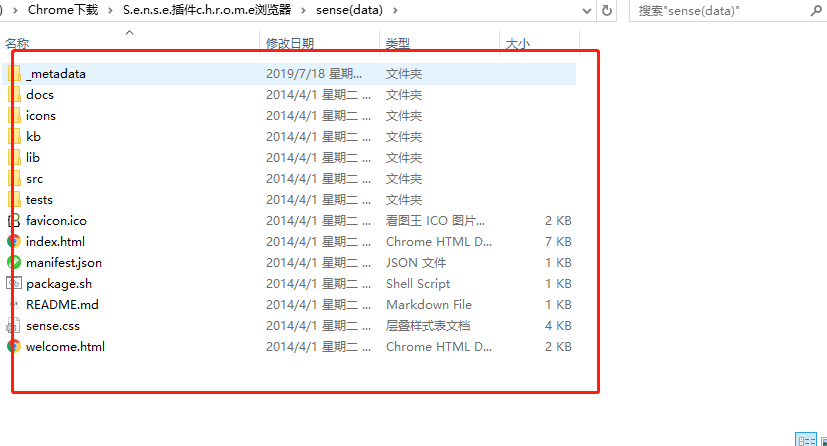 ) › Chrome下载 › S.e.n.s.e.插件c.h.r.o.m.e浏览器 › sense(data) › 搜索"sense(data)"
名称 修改日期 类型 大小
_metadata 2019/7/18 星期... 文件夹
docs 2014/4/1 星期二 ... 文件夹
icons 2014/4/1 星期二 ... 文件夹
kb 2014/4/1 星期二 ... 文件夹
lib 2014/4/1 星期二 ... 文件夹
src 2014/4/1 星期二 ... 文件夹
tests 2014/4/1 星期二 ... 文件夹
favicon.ico 2014/4/1 星期二 ... 看图王 ICO 图片... 2 KB
index.html 2014/4/1 星期二 ... Chrome HTML D... 7 KB
manifest.json 2014/4/1 星期二 ... JSON 文件 1 KB
package.sh 2014/4/1 星期二 ... Shell Script 1 KB
README.md 2014/4/1 星期二 ... Markdown File 1 KB
sense.css 2014/4/1 星期二 ... 层叠样式表文档 4 KB
welcome.html 2014/4/1 星期二 ... Chrome HTML D... 2 KB